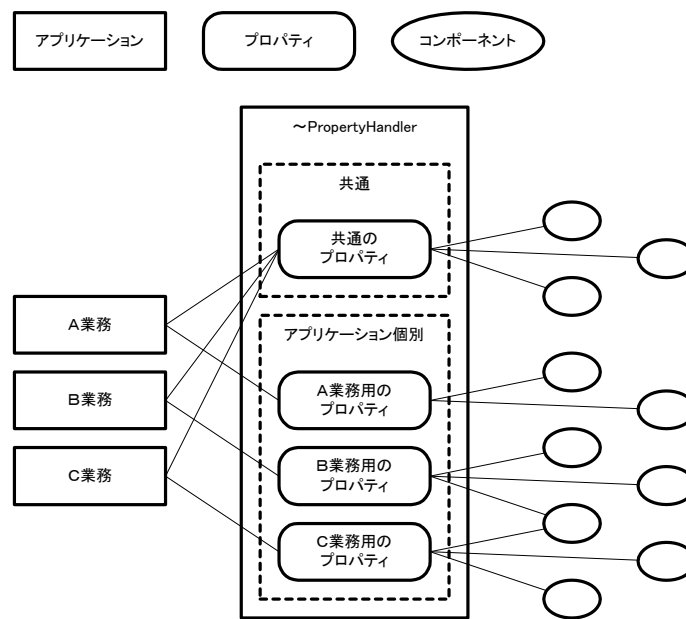 アプリケーション
プロパティ
コンポーネント
~PropertyHandler
共通
共通の
プロパティ
アプリケーション個別
A業務
A業務用の
プロパティ
B業務
B業務用の
プロパティ
C業務
C業務用の
プロパティ